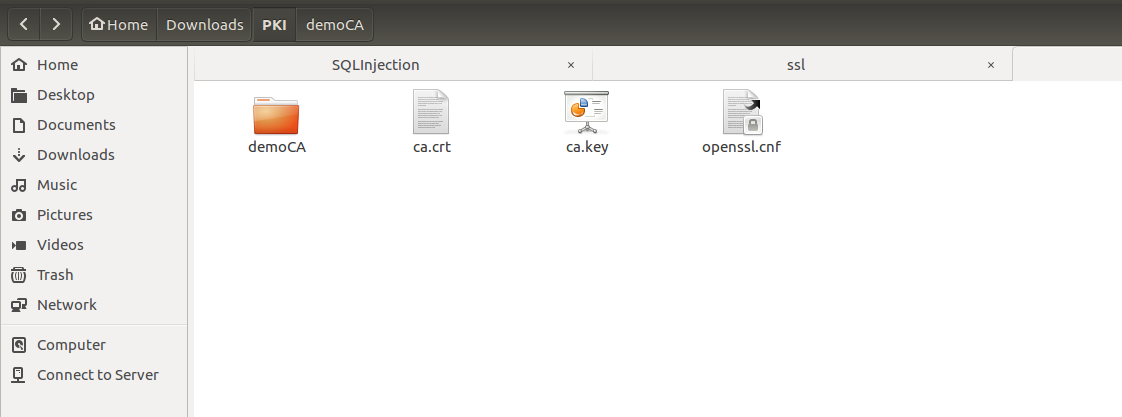 Home Downloads PKI demoCA
SQLInjection × ssl ×
Home
Desktop
Documents
Downloads
Music
Pictures
Videos
Trash
Network
Computer
Connect to Server
demoCA ca.crt ca.key openssl.cnf